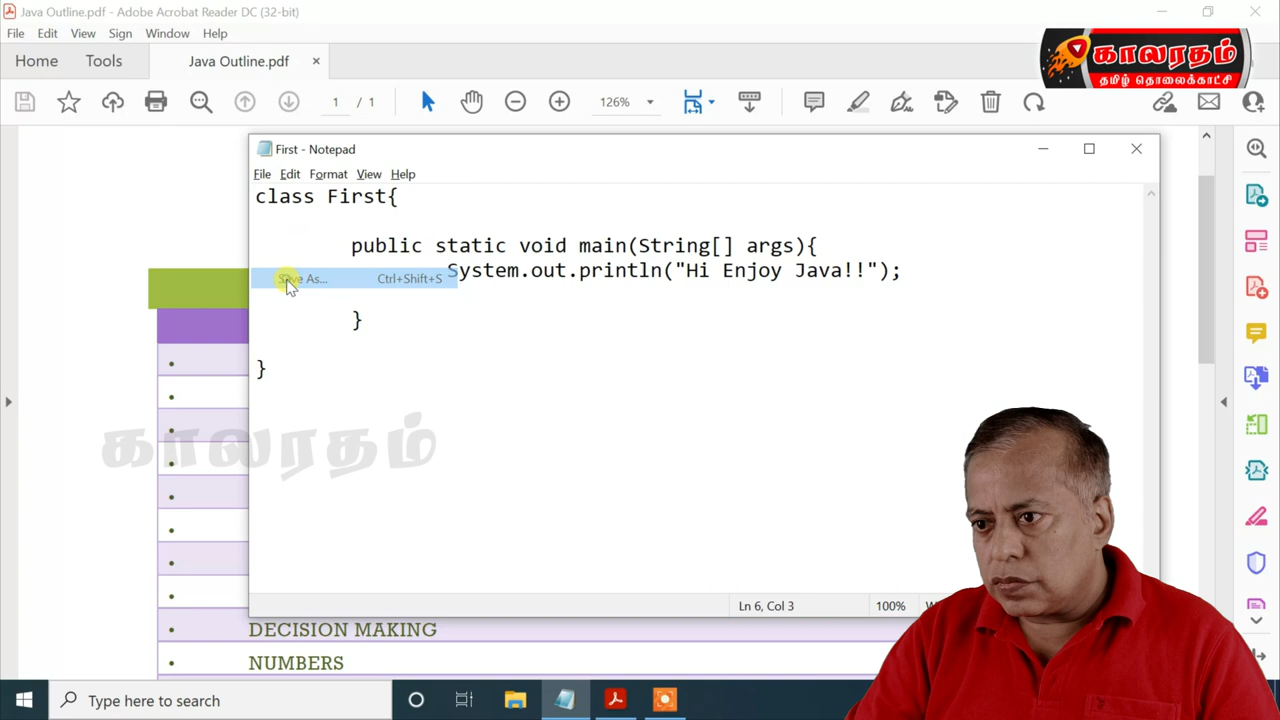 Java Outline.pdf - Adobe Acrobat Reader DC (32-bit)
File Edit View Sign Window Help
Home Tools Java Outline.pdf
காலரதம்
தமிழ் தொலைக்காட்சி
1 / 1 126%
First - Notepad
File Edit Format View Help
class First{
public static void main(String[] args){
System.out.println("Hi Enjoy Java!!");
Save As... Ctrl+Shift+S
}
}
காலரதம்
Ln 6, Col 3 100%
DECISION MAKING
NUMBERS
Type here to search